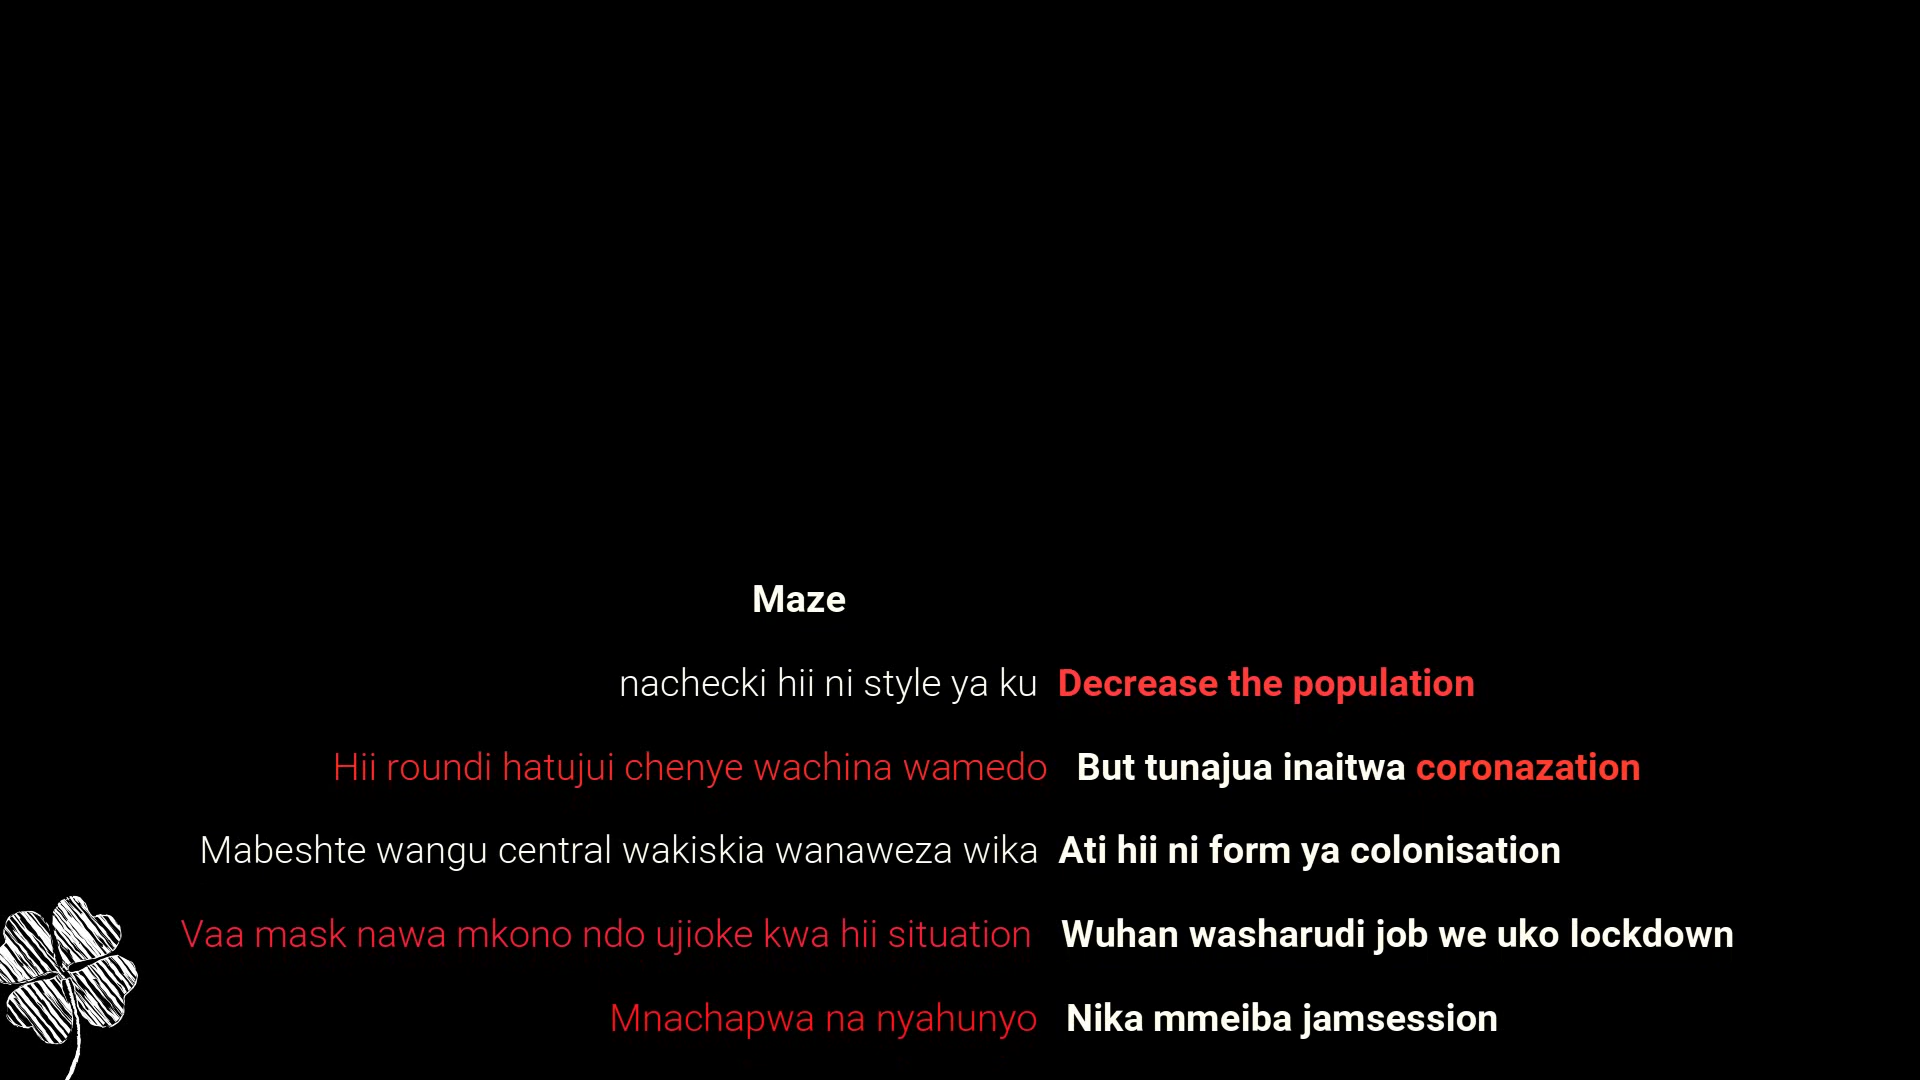 Maze
nachecki hii ni style ya ku Decrease the population
Hii roundi hatujui chenye wachina wamedo But tunajua inaitwa coronazation
Mabeshte wangu central wakiskia wanaweza wika Ati hii ni form ya colonisation
Vaa mask nawa mkono ndo ujioke kwa hii situation Wuhan washarudi job we uko lockdown
Mnachapwa na nyahunyo Nika mmeiba jamsession